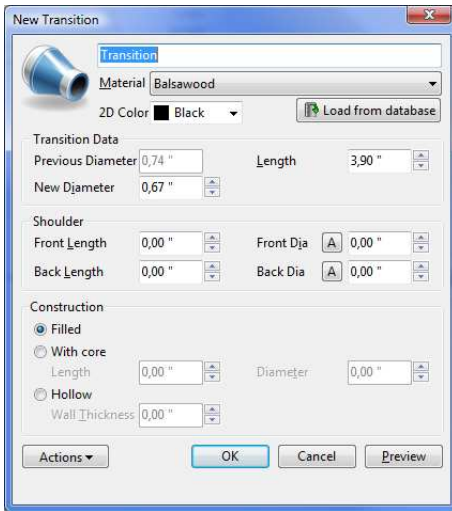 New Transition
Transition
Material Balsawood
2D Color Black Load from database
Transition Data
Previous Diameter 0,74 " Length 3,90 "
New Diameter 0,67 "
Shoulder
Front Length 0,00 " Front Dia A 0,00 "
Back Length 0,00 " Back Dia A 0,00 "
Construction
Filled
With core
Length 0,00 " Diameter 0,00 "
Hollow
Wall Thickness 0,00 "
Actions OK Cancel Preview